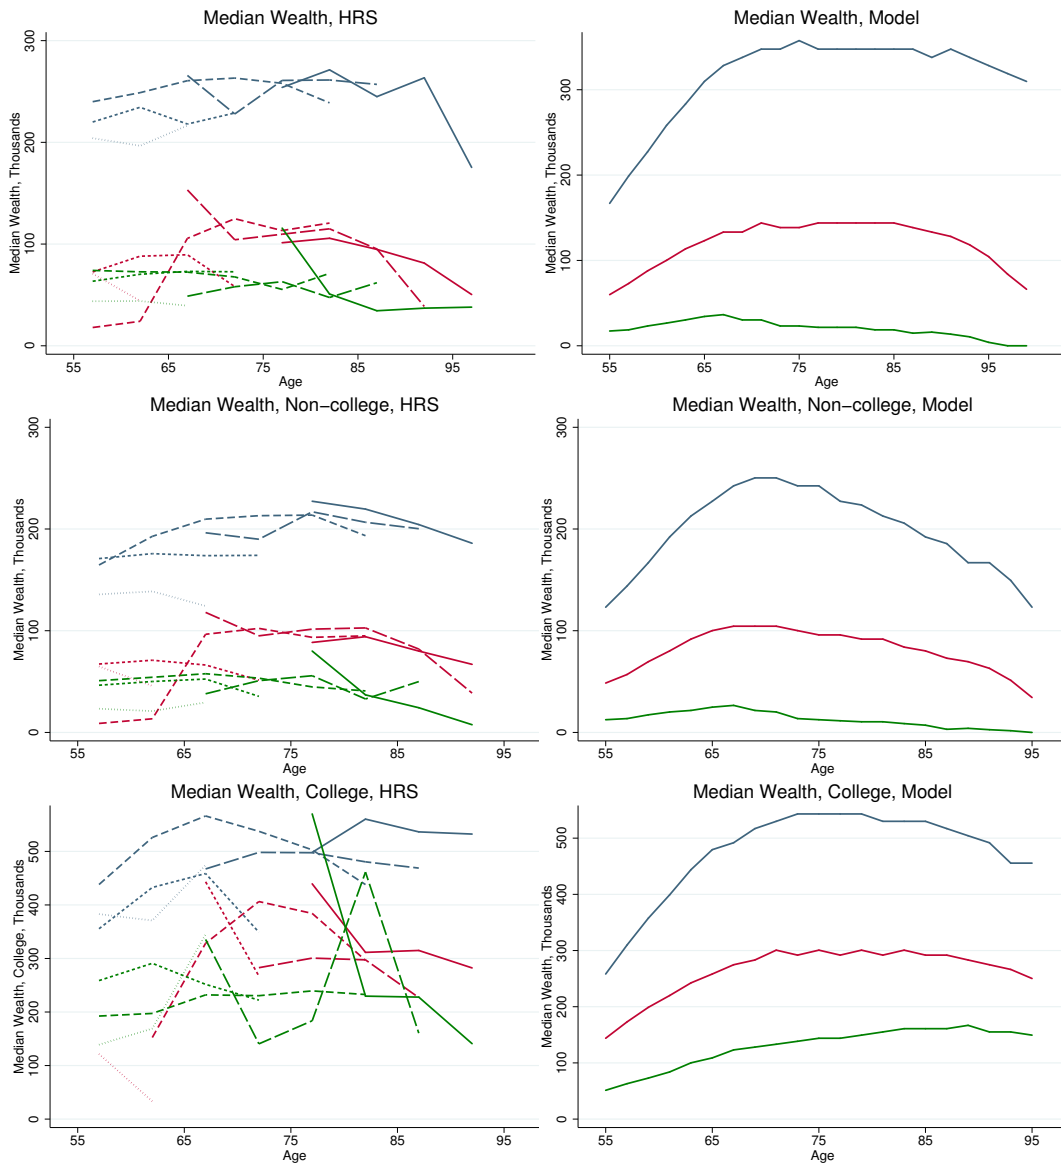 Median Wealth, HRS
Median Wealth, Thousands
300
200
100
0
55 65 75 85 95
Age
Median Wealth, Model
Median Wealth, Thousands
300
200
100
0
55 65 75 85 95
Age
Median Wealth, Non−college, HRS
Median Wealth, Thousands
300
200
100
0
55 65 75 85 95
Age
Median Wealth, Non−college, Model
Median Wealth, Thousands
300
200
100
0
55 65 75 85 95
Age
Median Wealth, College, HRS
Median Wealth, College, Thousands
500
400
300
200
100
0
55 65 75 85 95
Age
Median Wealth, College, Model
Median Wealth, Thousands
500
400
300
200
100
0
55 65 75 85 95
Age